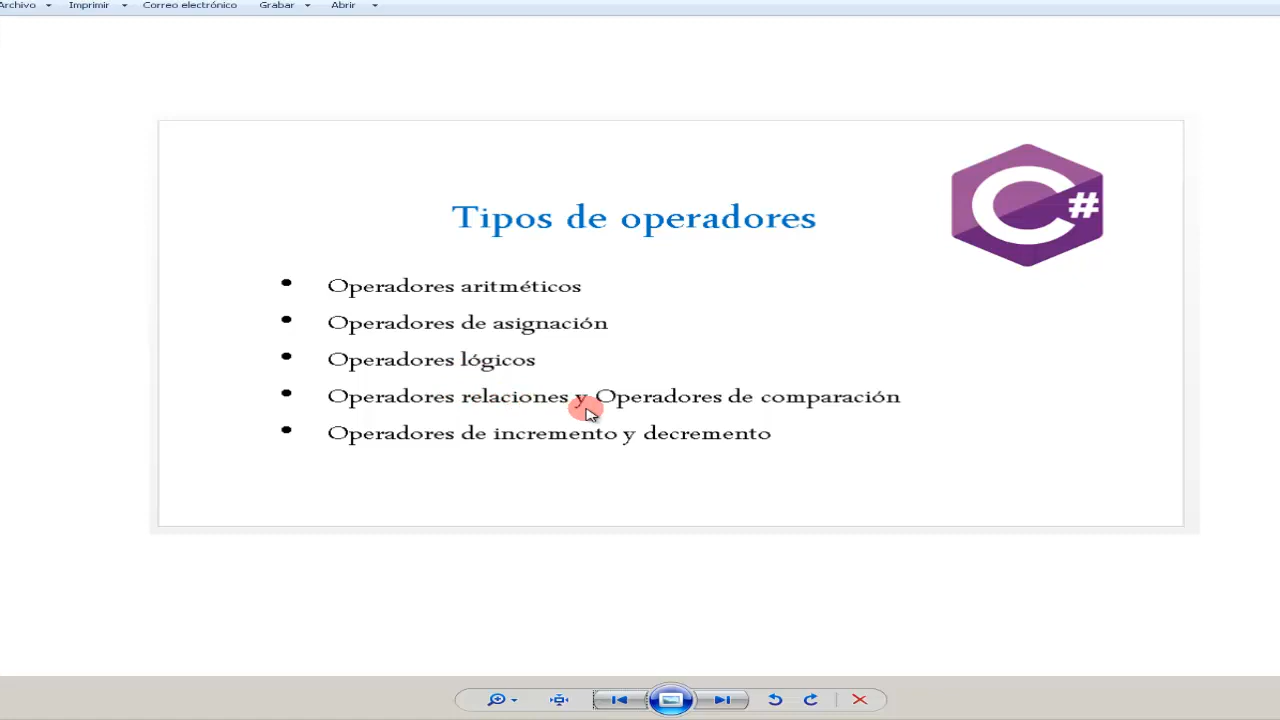 Archivo Imprimir Correo electrónico Grabar Abrir
C#
Tipos de operadores
• Operadores aritméticos
• Operadores de asignación
• Operadores lógicos
• Operadores relaciones y Operadores de comparación
• Operadores de incremento y decremento